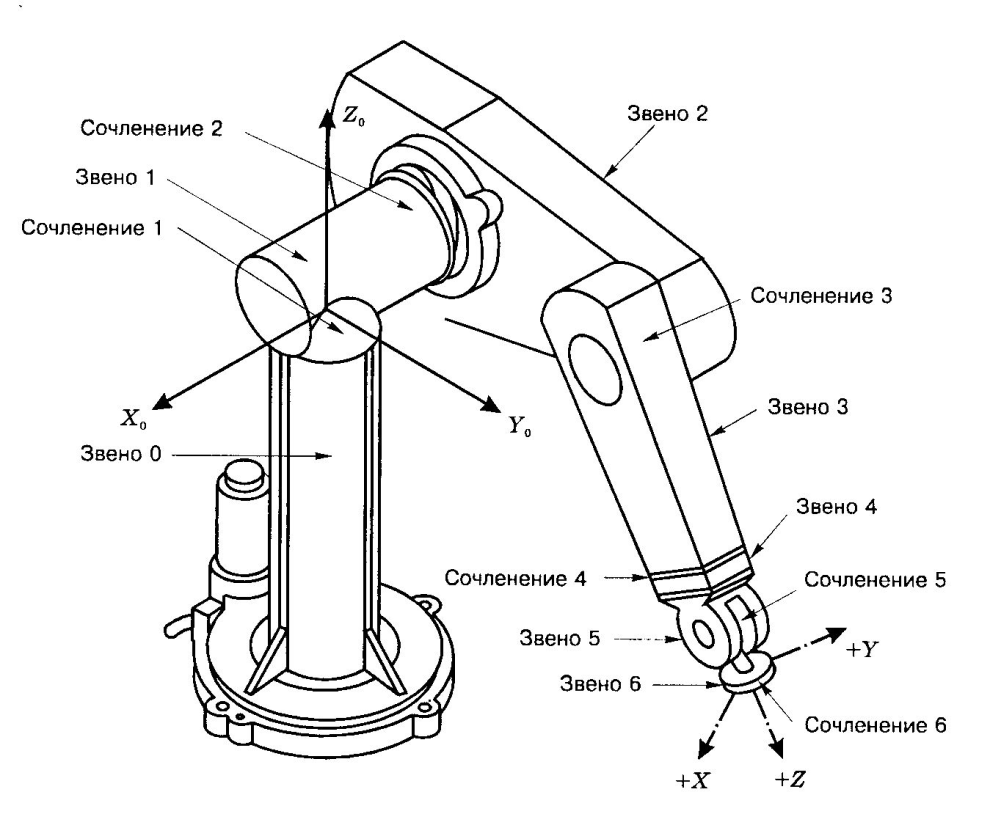 Z₀
Звено 2
Сочленение 2
Звено 1
Сочленение 1
Сочленение 3
X₀
Y₀
Звено 3
Звено 0
Звено 4
Сочленение 4
Сочленение 5
Звено 5
+Y
Звено 6
Сочленение 6
+X
+Z